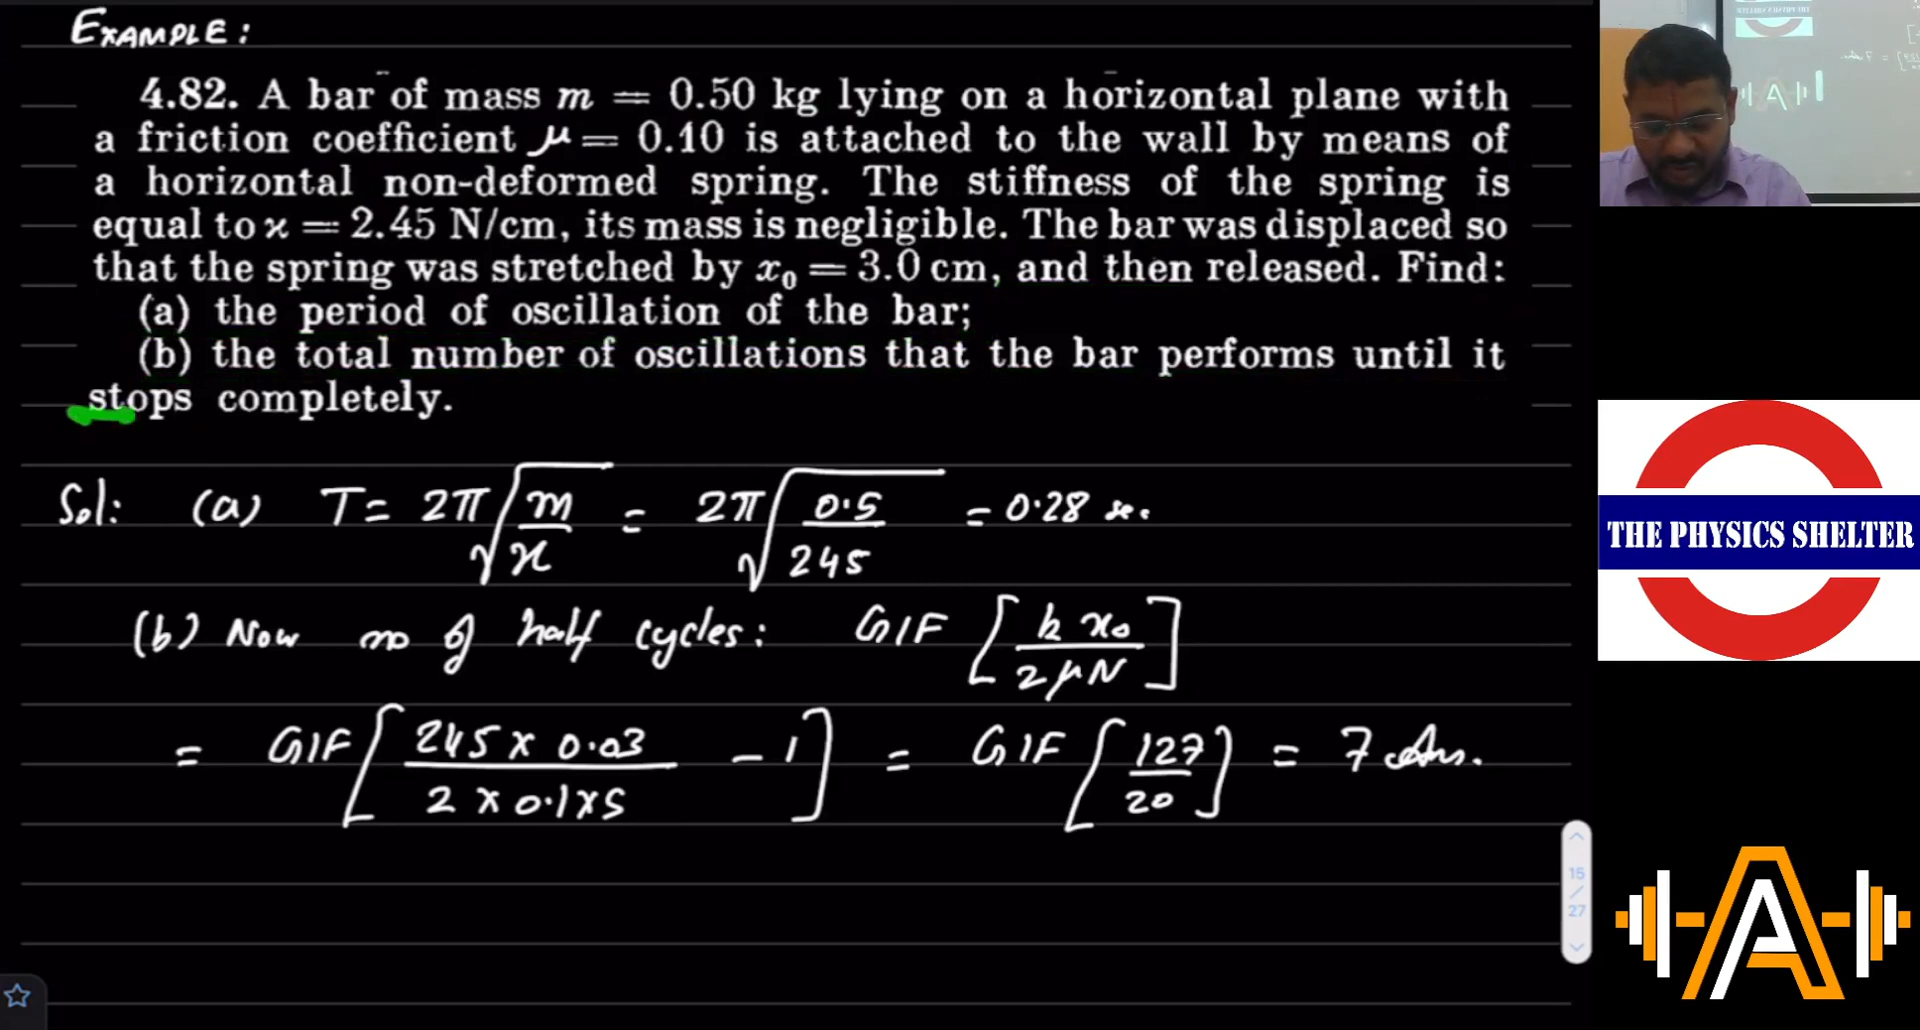 EXAMPLE:
4.82. A bar of mass m = 0.50 kg lying on a horizontal plane with
a friction coefficient μ = 0.10 is attached to the wall by means of
a horizontal non-deformed spring. The stiffness of the spring is
equal to ϰ = 2.45 N/cm, its mass is negligible. The bar was displaced so
that the spring was stretched by x₀ = 3.0 cm, and then released. Find:
(a) the period of oscillation of the bar;
(b) the total number of oscillations that the bar performs until it
stops completely.
Sol: (a) T = 2π√(m/x) = 2π√(0.5/245) = 0.28 sec.
(b) Now no of half cycles: GIF [k x₀ / 2μN]
= GIF [245 × 0.03 / 2 × 0.1 × 5 − 1] = GIF [127/20] = 7 Ans.
THE PHYSICS SHELTER
15
/
27